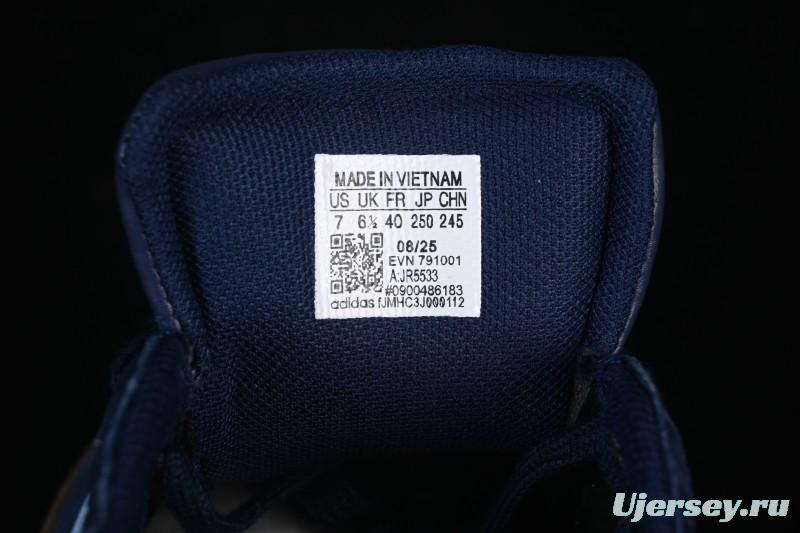 MADE IN VIETNAM
US UK FR JP CHN
7 6½ 40 250 245
08/25
EVN 791001
A:JR5533
#0900486183
adidas fJMHC3J000112
Ujersey.ru